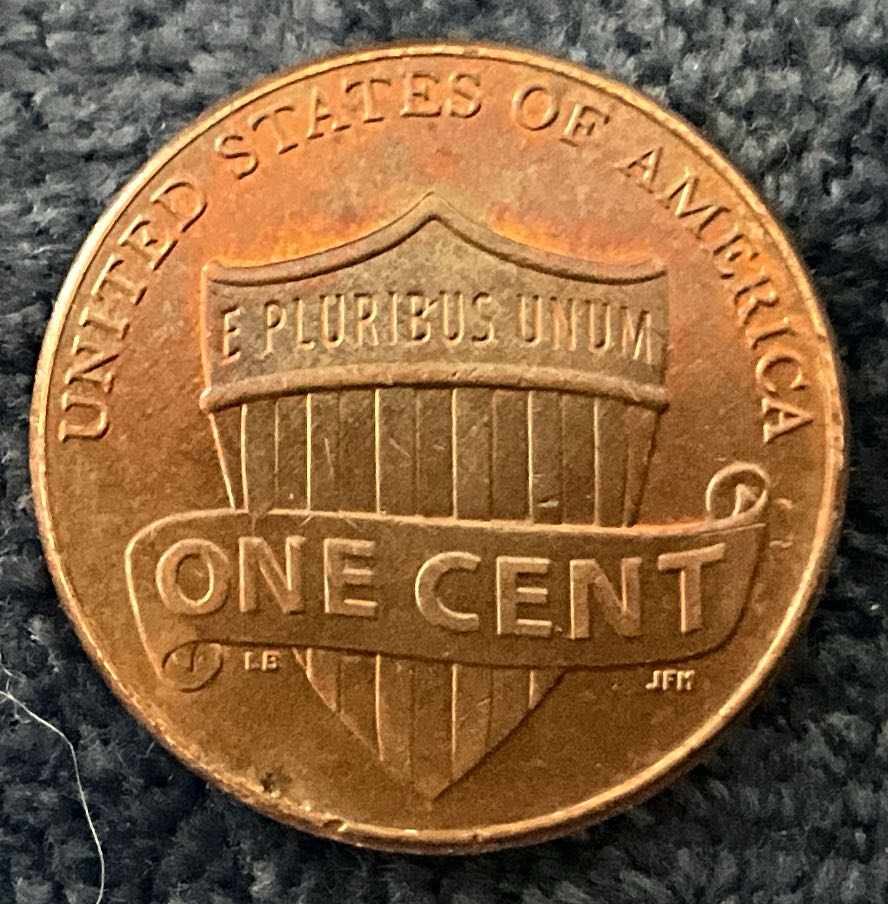 UNITED STATES OF AMERICA
E PLURIBUS UNUM
ONE CENT
LB
JFM